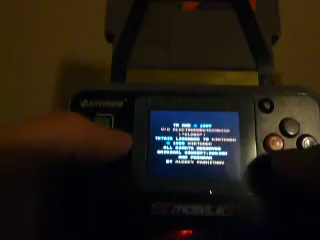 TM AND © 1987
V/O ELECTRONORGTECHNICA
("ELORG")
TETRIS LICENSED TO NINTENDO
© 1989 NINTENDO
ALL RIGHTS RESERVED
ORIGINAL CONCEPT, DESIGN
AND PROGRAM
BY ALEXEY PAZHITNOV
MOBILE